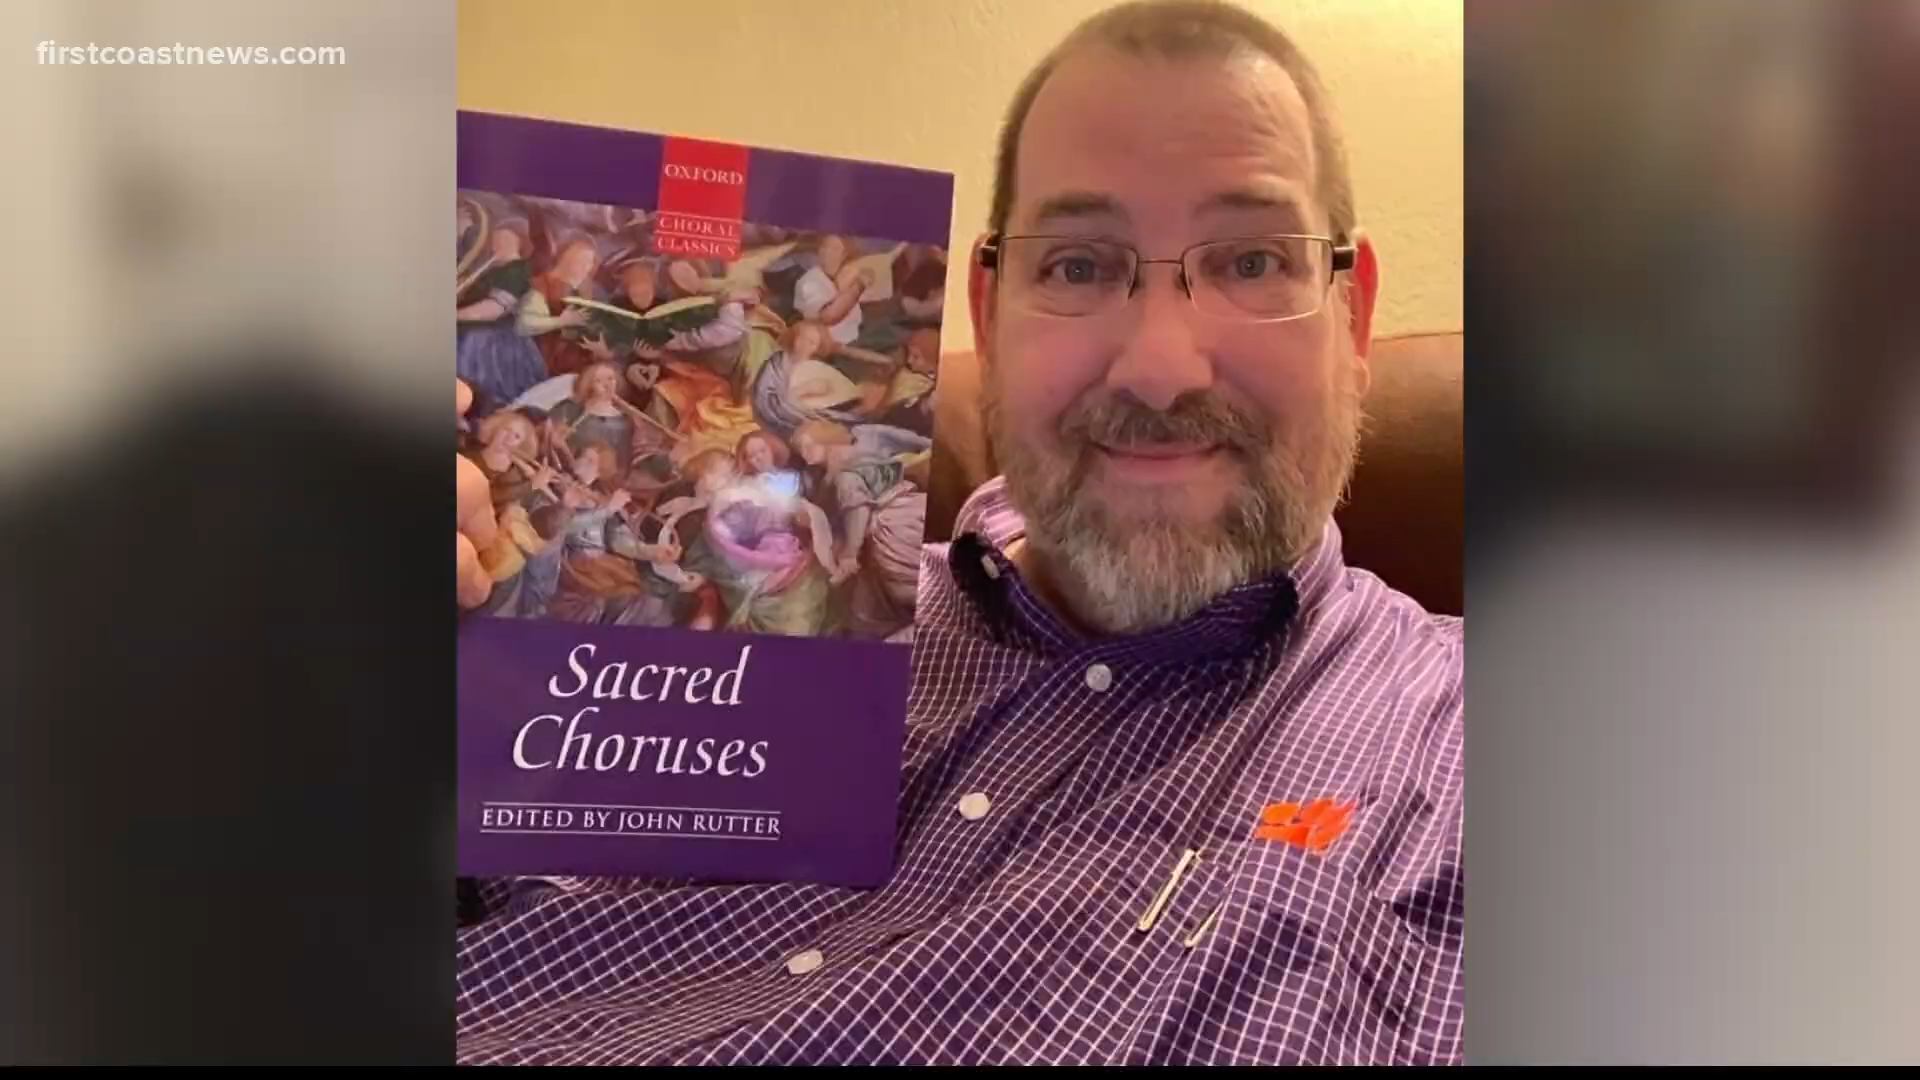 firstcoastnews.com
OXFORD
CHORAL
CLASSICS
Sacred
Choruses
EDITED BY JOHN RUTTER